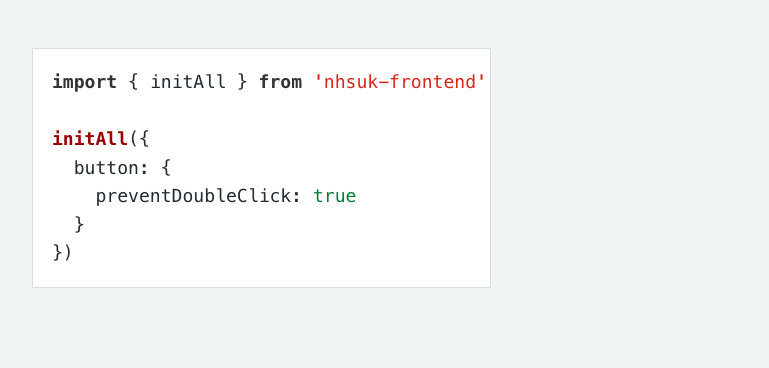 import { initAll } from 'nhsuk-frontend'

initAll({
  button: {
    preventDoubleClick: true
  }
})